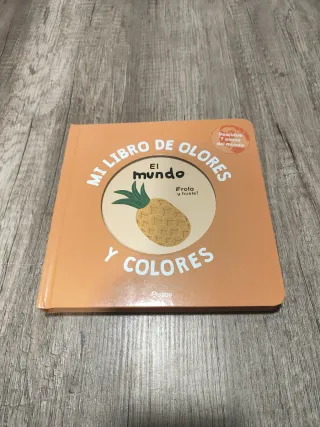 MI LIBRO DE OLORES
El
mundo
¡Frota
y huele!
Y COLORES